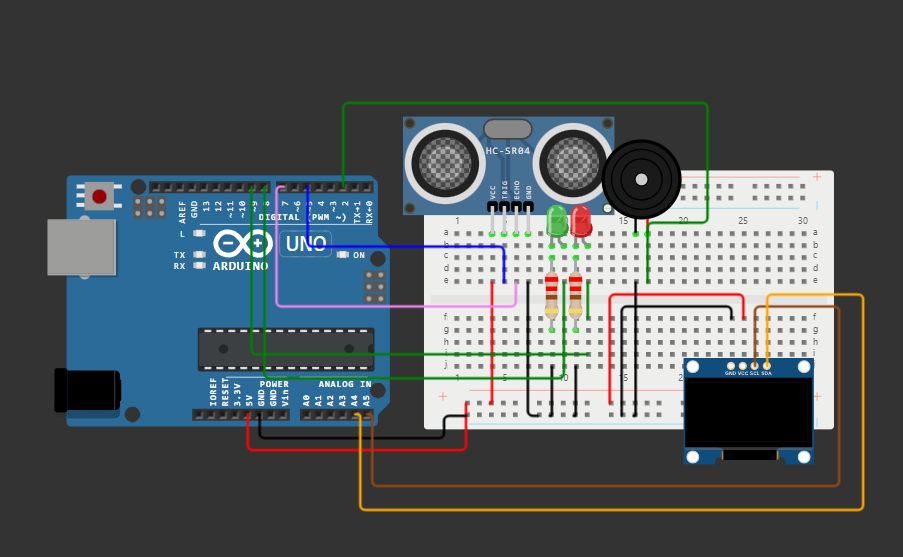 HC-SR04
VCC
TRIG
ECHO
GND
AREF
GND
13
12
~11
~10
~9
8
7
~6
~5
4
~3
2
TX→1
RX←0
DIGITAL (PWM ~)
L
TX
RX
UNO
ON
ARDUINO
IOREF
RESET
3.3V
5V
GND
GND
Vin
POWER
ANALOG IN
A0
A1
A2
A3
A4
A5
1
15
20
25
30
a
b
c
d
e
f
g
h
i
j
a
b
c
d
e
f
g
1
5
10
15
GND VCC SCL SDA